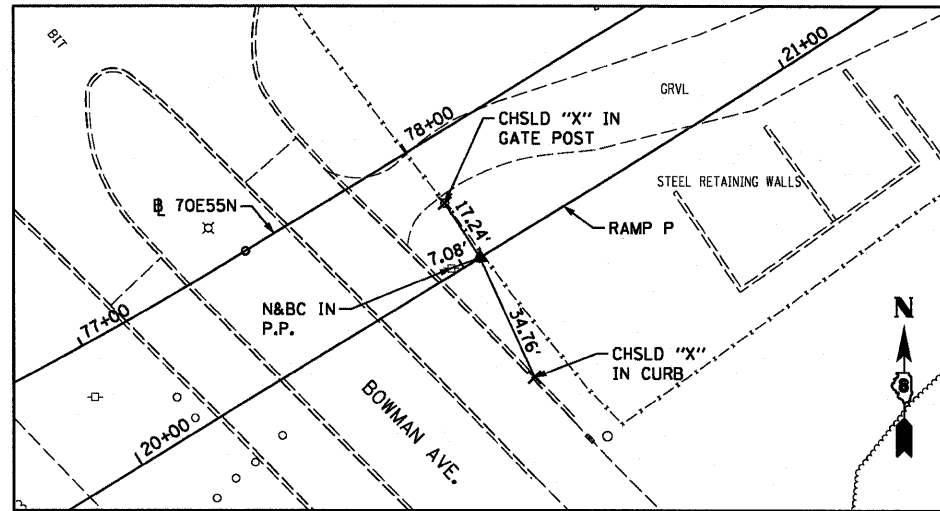 BIT
21+00
GRVL
78+00
CHSLD "X" IN
GATE POST
STEEL RETAINING WALLS
℄ 70E55N
17.24'
RAMP P
7.08'
N&BC IN
P.P.
77+00
34.76'
N
CHSLD "X"
IN CURB
BOWMAN AVE.
20+00